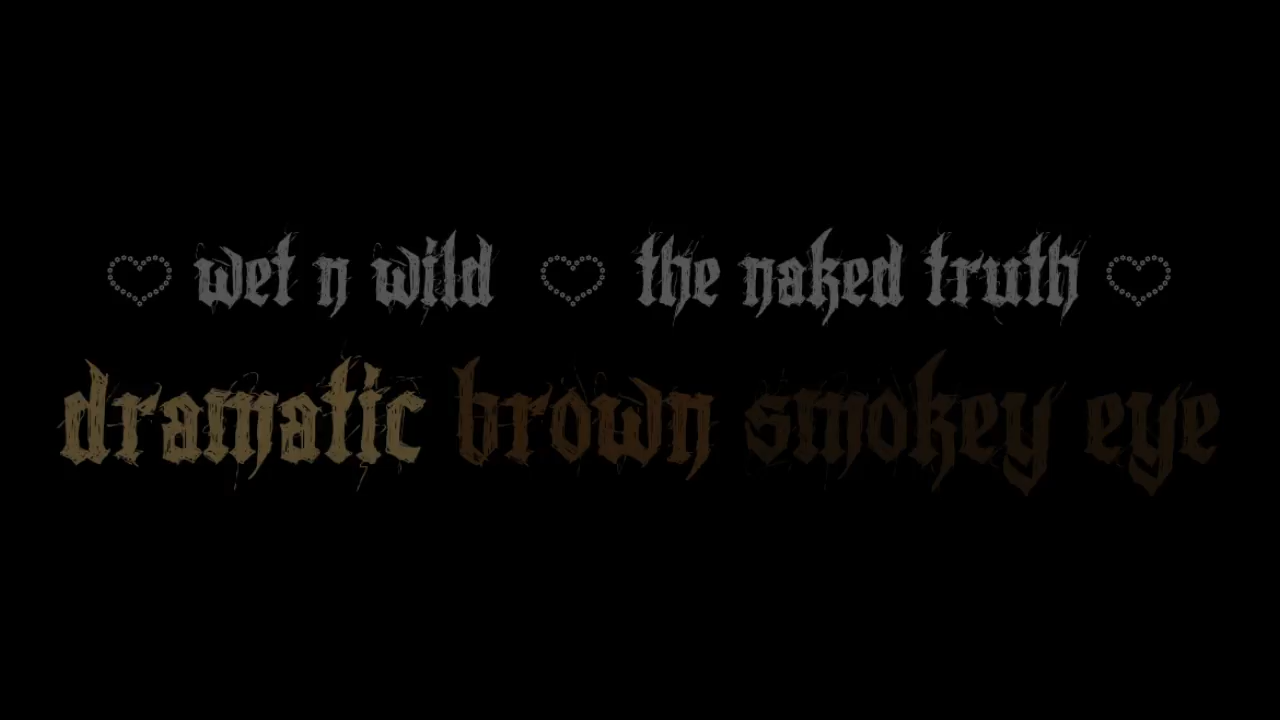 ♡ wet n wild ♡ the naked truth ♡
dramatic brown smokey eye